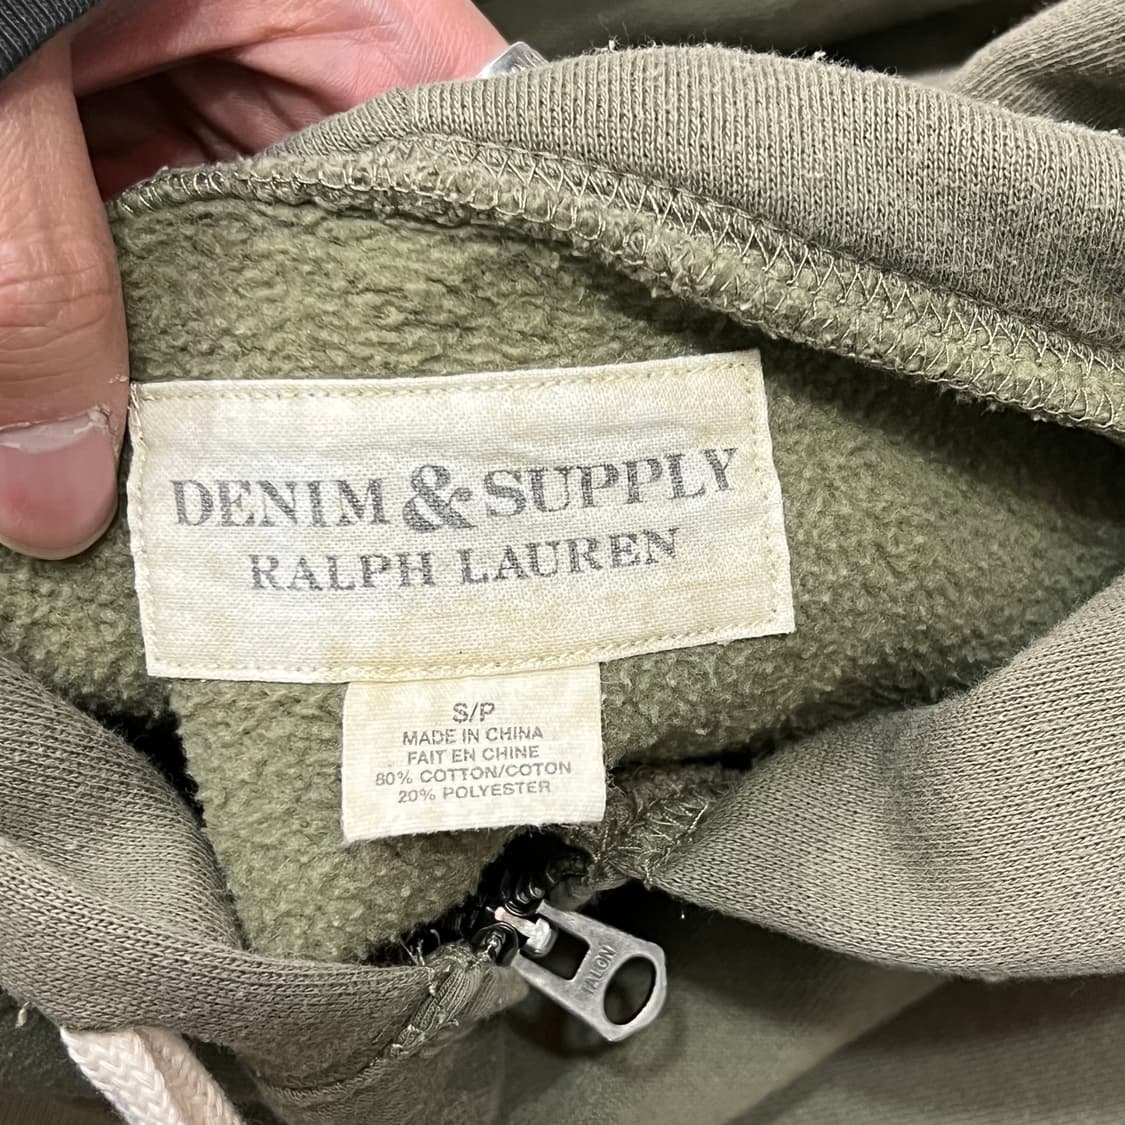 DENIM & SUPPLY
RALPH LAUREN
S/P
MADE IN CHINA
FAIT EN CHINE
80% COTTON/COTON
20% POLYESTER
TALON